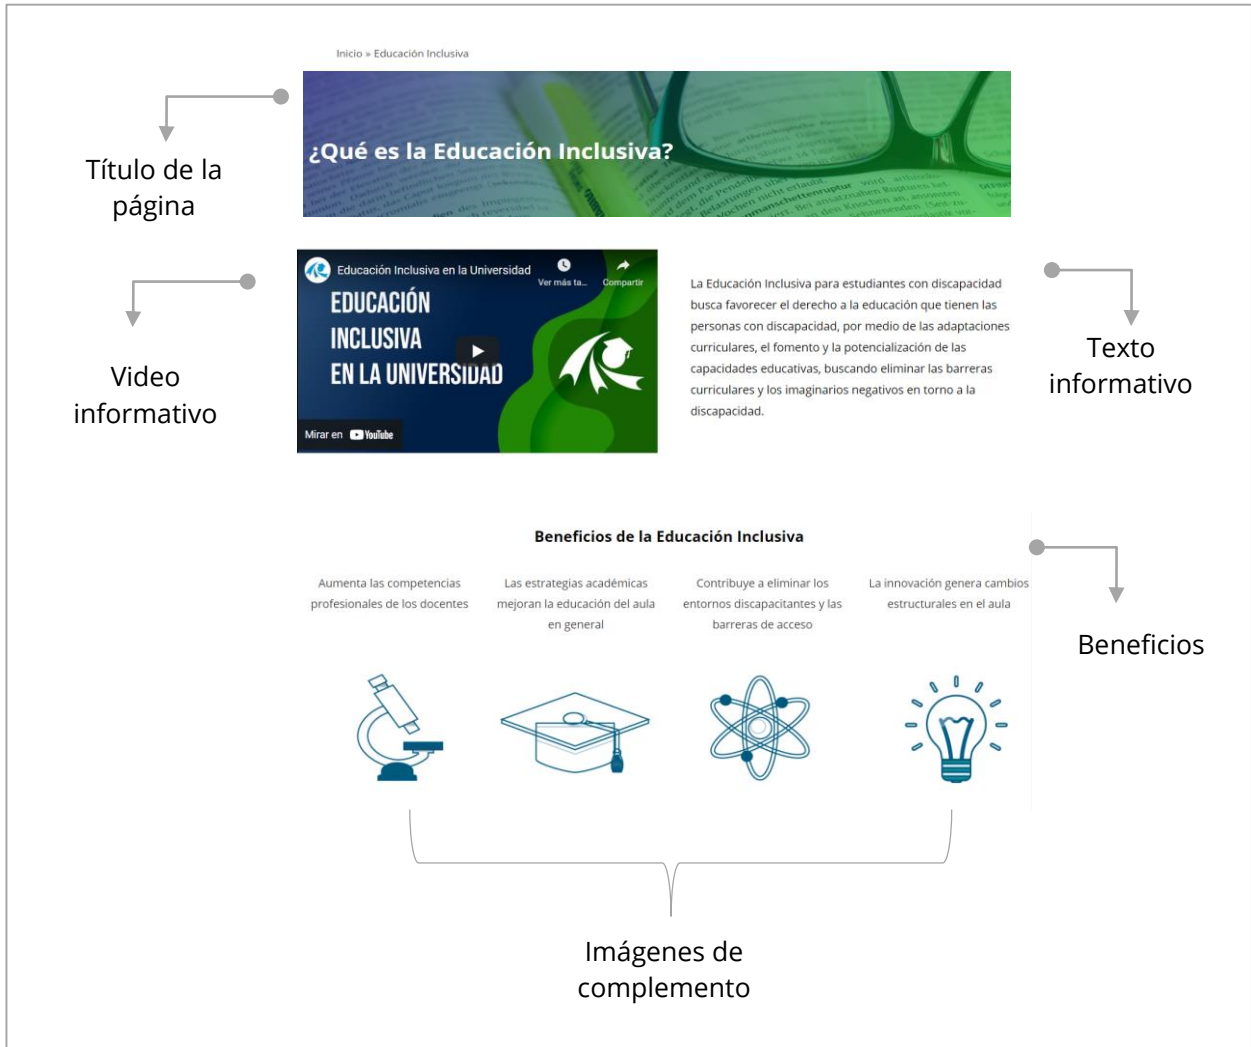 Inicio » Educación Inclusiva
¿Qué es la Educación Inclusiva?
Título de la
página
Educación Inclusiva en la Universidad
Ver más ta...
Compartir
EDUCACIÓN
INCLUSIVA
EN LA UNIVERSIDAD
Mirar en YouTube
Video
informativo
La Educación Inclusiva para estudiantes con discapacidad
busca favorecer el derecho a la educación que tienen las
personas con discapacidad, por medio de las adaptaciones
curriculares, el fomento y la potencialización de las
capacidades educativas, buscando eliminar las barreras
curriculares y los imaginarios negativos en torno a la
discapacidad.
Texto
informativo
Beneficios de la Educación Inclusiva
Aumenta las competencias
profesionales de los docentes
Las estrategias académicas
mejoran la educación del aula
en general
Contribuye a eliminar los
entornos discapacitantes y las
barreras de acceso
La innovación genera cambios
estructurales en el aula
Beneficios
Imágenes de
complemento